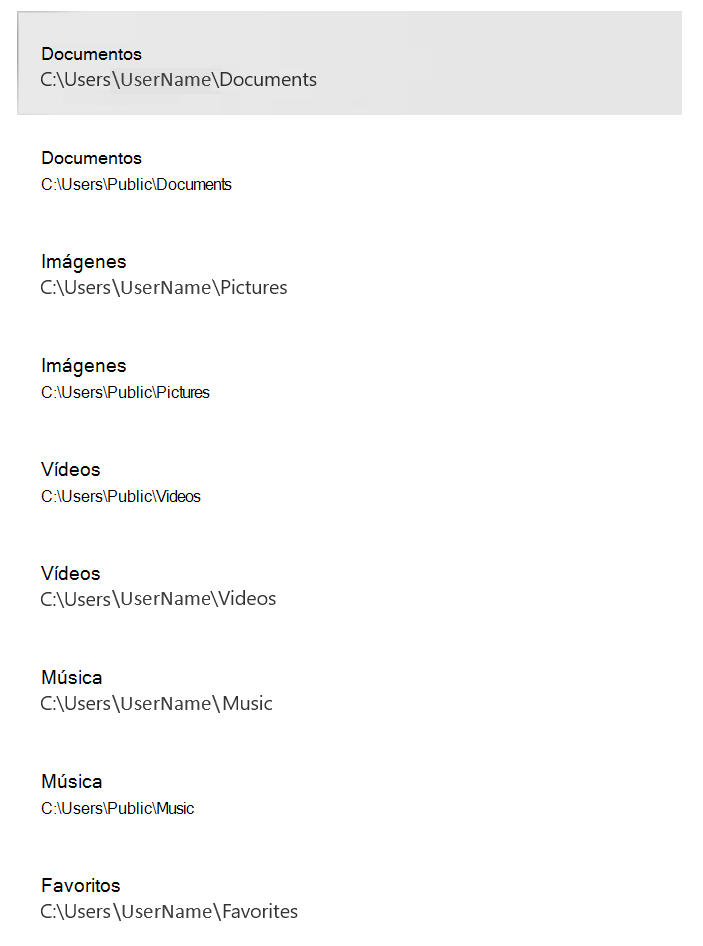 Documentos
C:\Users\UserName\Documents
Documentos
C:\Users\Public\Documents
Imágenes
C:\Users\UserName\Pictures
Imágenes
C:\Users\Public\Pictures
Vídeos
C:\Users\Public\Videos
Vídeos
C:\Users\UserName\Videos
Música
C:\Users\UserName\Music
Música
C:\Users\Public\Music
Favoritos
C:\Users\UserName\Favorites